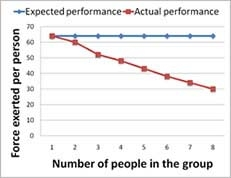 Expected performance Actual performance
Force exerted per person
70
60
50
40
30
20
10
0
1 2 3 4 5 6 7 8
Number of people in the group